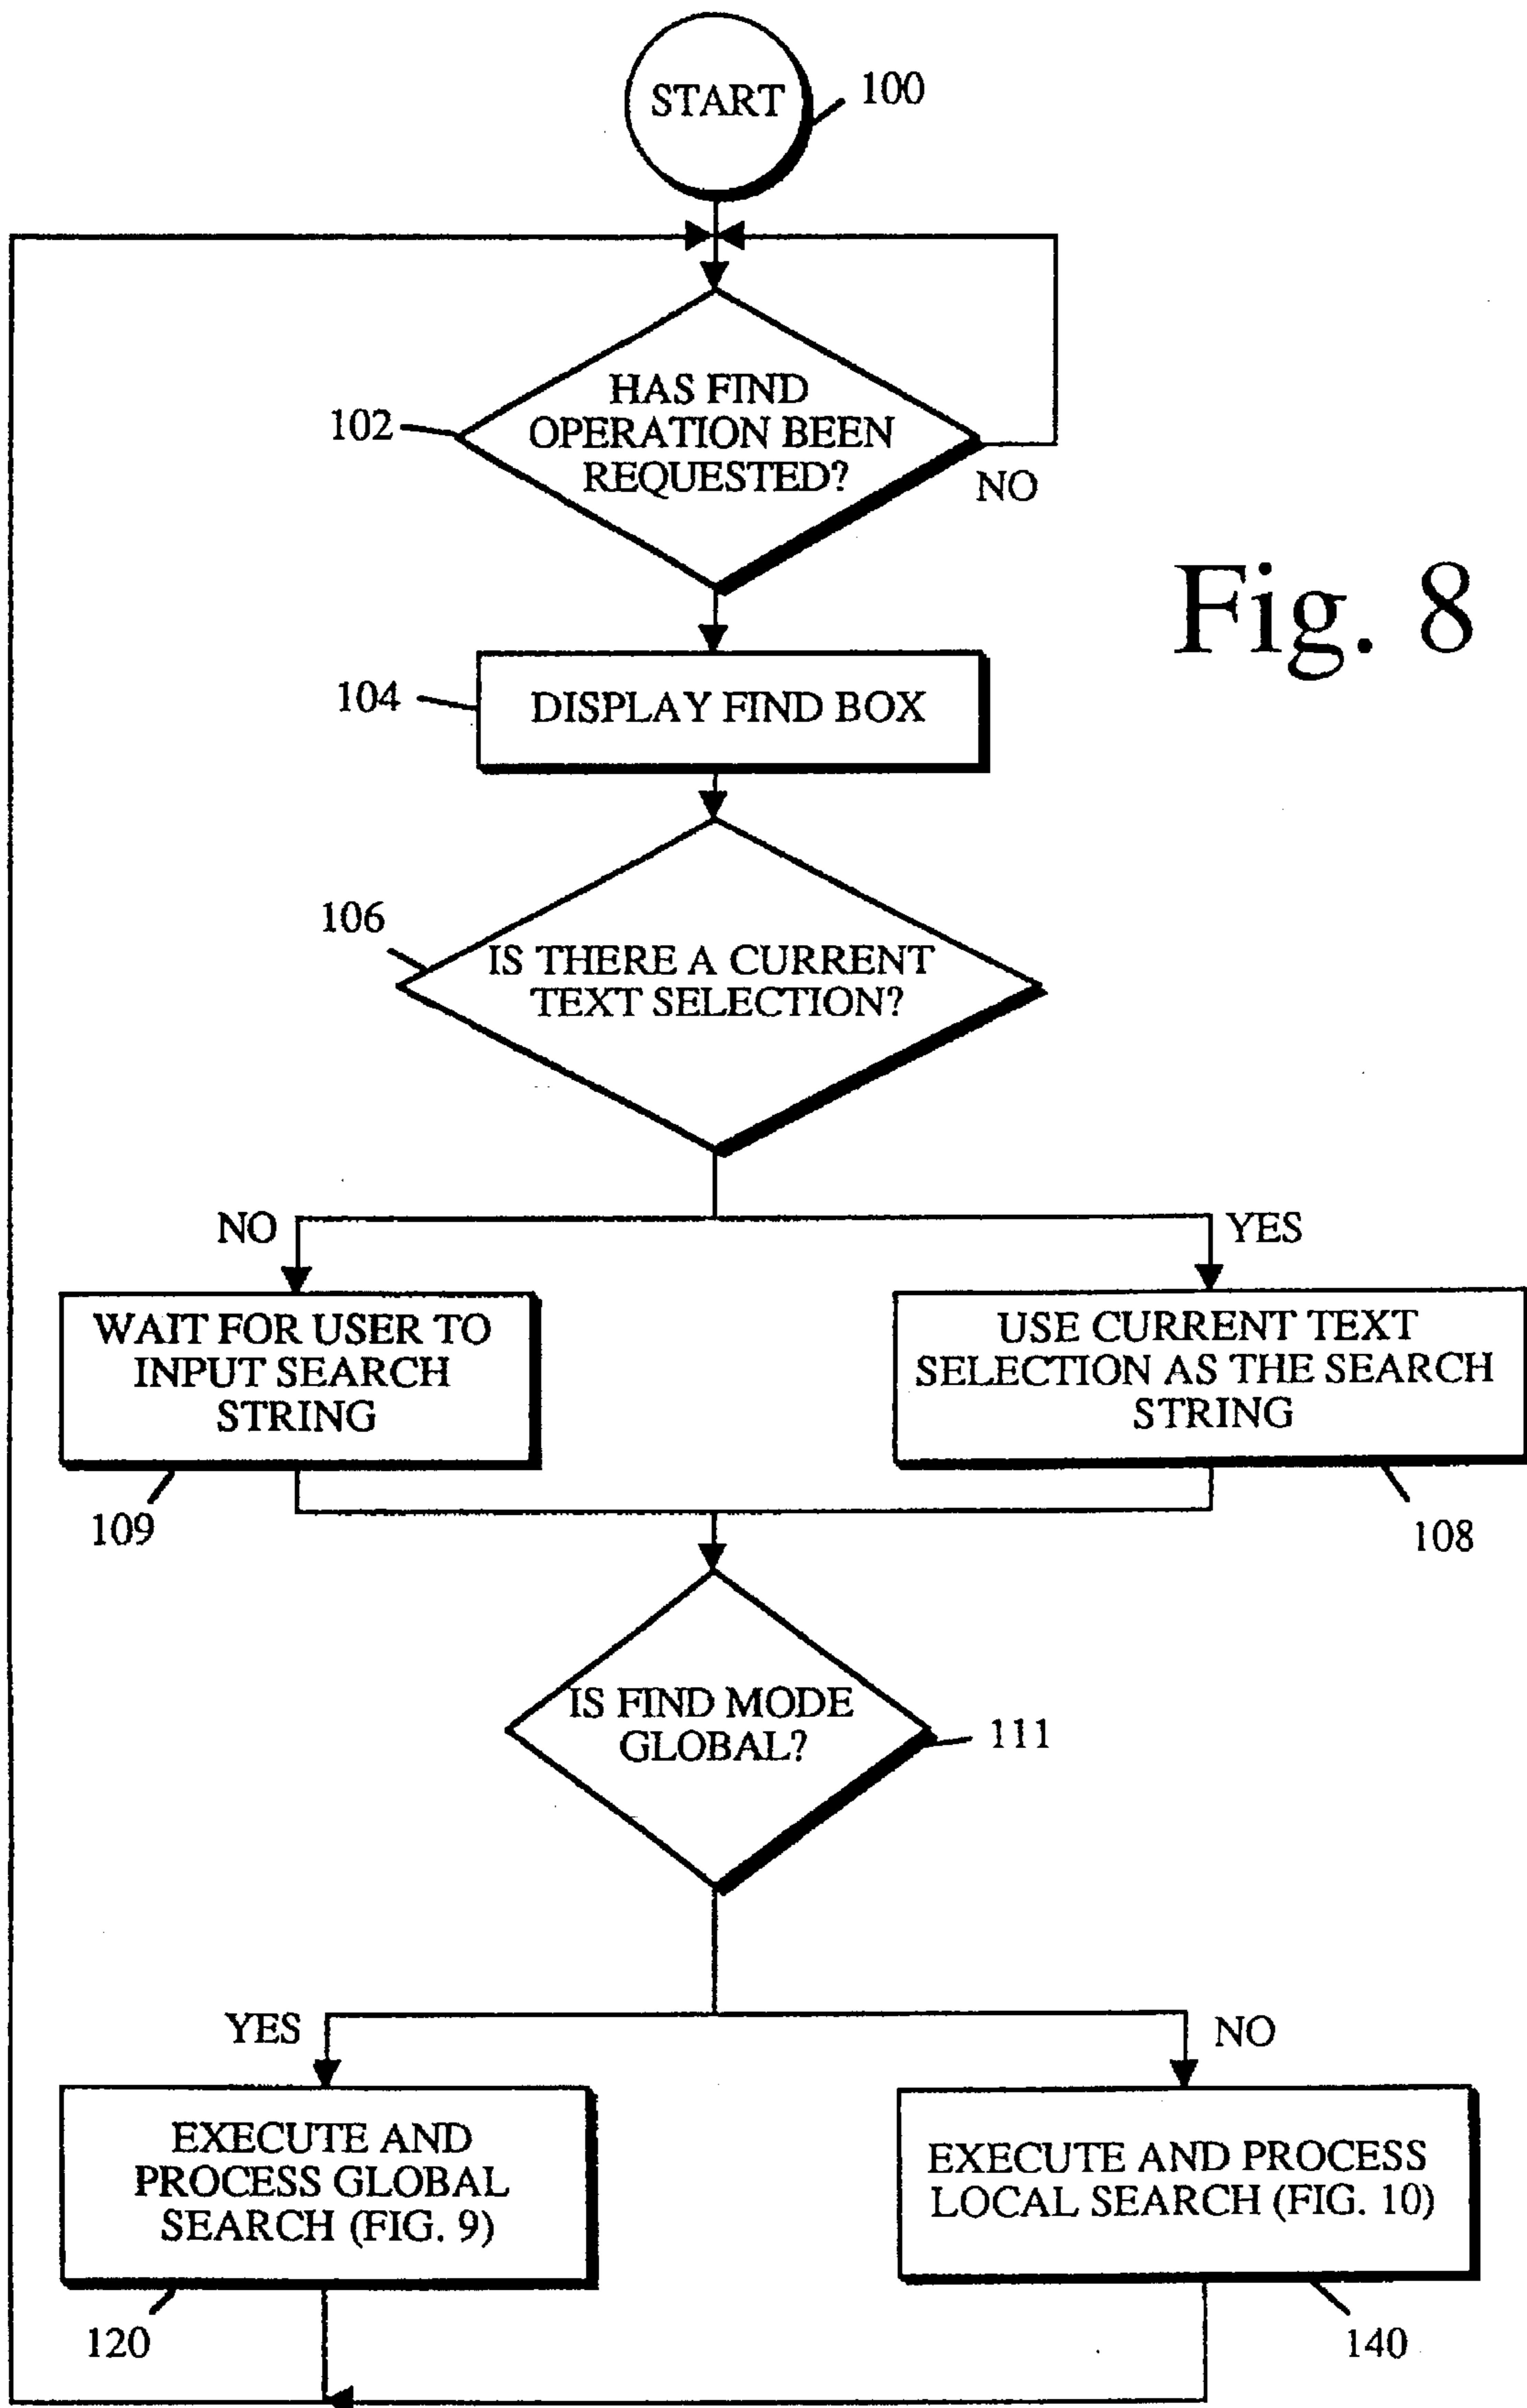 START
100
HAS FIND
OPERATION BEEN
REQUESTED?
102
NO
Fig. 8
104
DISPLAY FIND BOX
106
IS THERE A CURRENT
TEXT SELECTION?
NO
YES
WAIT FOR USER TO
INPUT SEARCH
STRING
USE CURRENT TEXT
SELECTION AS THE SEARCH
STRING
109
108
IS FIND MODE
GLOBAL?
111
YES
NO
EXECUTE AND
PROCESS GLOBAL
SEARCH (FIG. 9)
EXECUTE AND PROCESS
LOCAL SEARCH (FIG. 10)
120
140